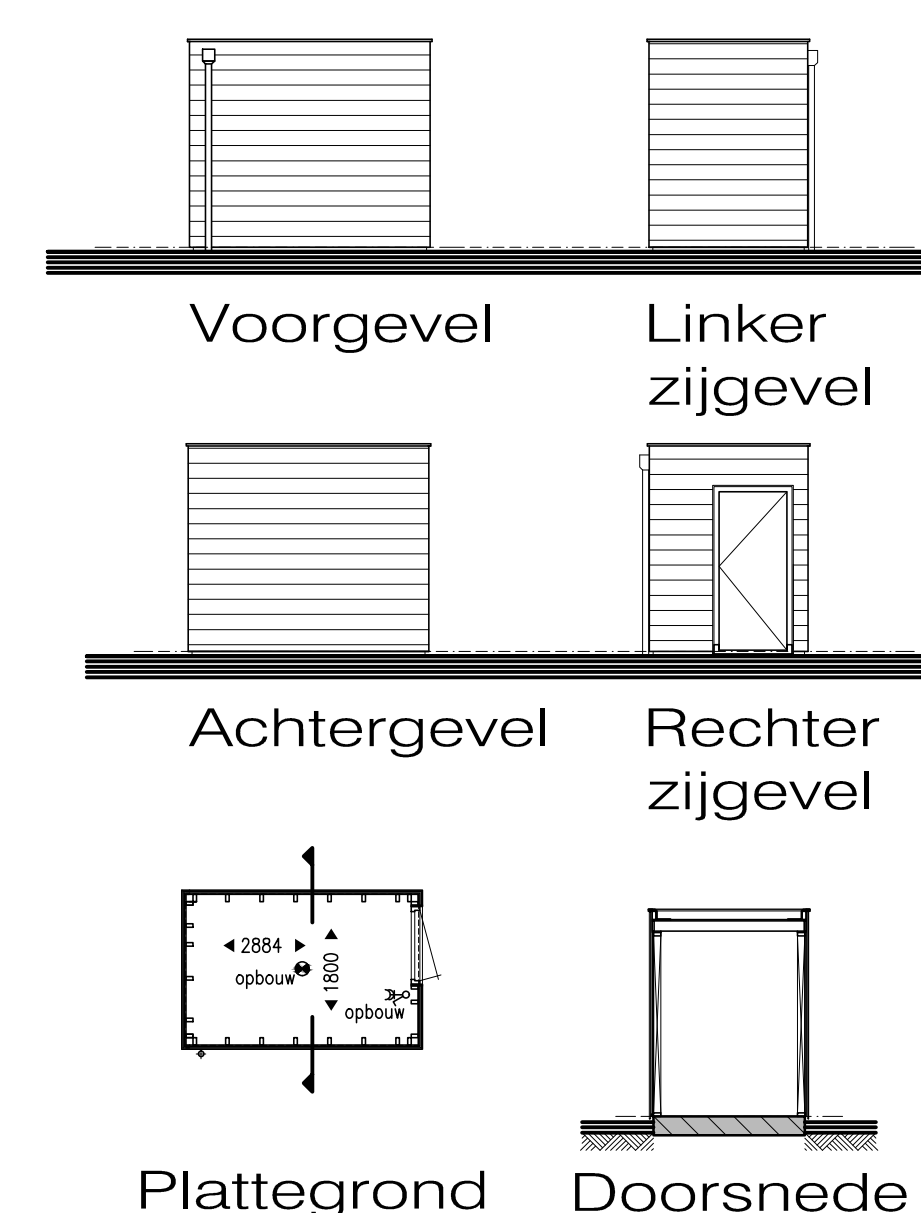 Voorgevel
Linker
zijgevel
Achtergevel
Rechter
zijgevel
2884
1800
opbouw
opbouw
Plattegrond
Doorsnede